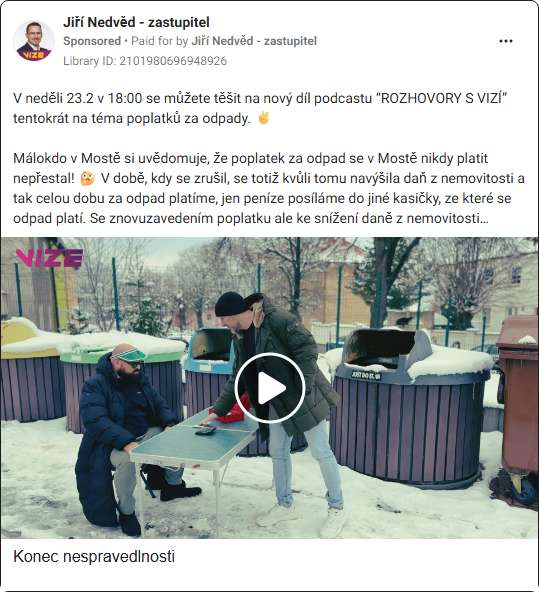 Jiří Nedvěd - zastupitel
Sponsored • Paid for by Jiří Nedvěd - zastupitel
Library ID: 2101980696948926
V neděli 23.2 v 18:00 se můžete těšit na nový díl podcastu “ROZHOVORY S VIZÍ”
tentokrát na téma poplatků za odpady. ✌️
Málokdo v Mostě si uvědomuje, že poplatek za odpad se v Mostě nikdy platit
nepřestal! 🤔 V době, kdy se zrušil, se totiž kvůli tomu navýšila daň z nemovitosti a
tak celou dobu za odpad platíme, jen peníze posíláme do jiné kasičky, ze které se
odpad platí. Se znovuzavedením poplatku ale ke snížení daně z nemovitosti...
VIZE
VIZE
JUST DO IT.
Konec nespravedlnosti